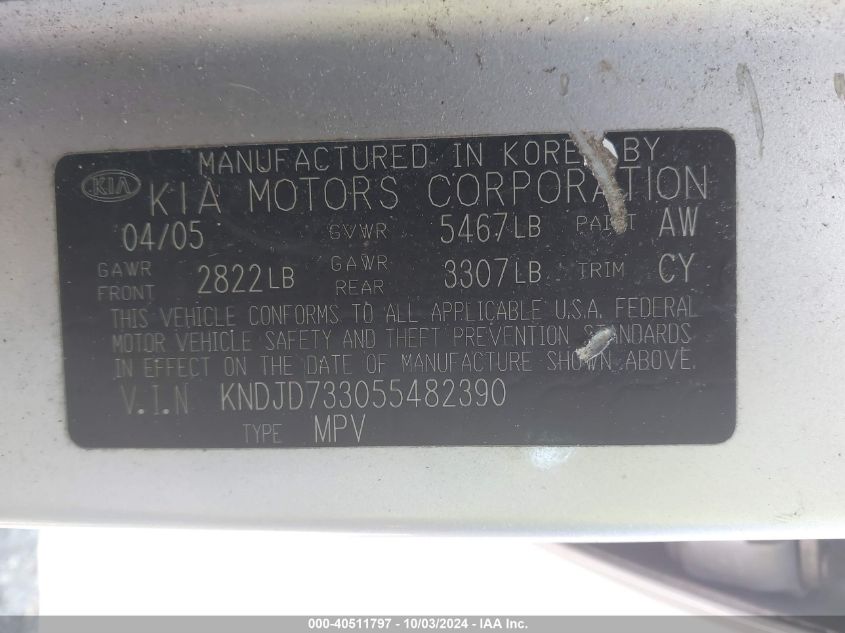 MANUFACTURED IN KOREA BY
KIA KIA MOTORS CORPORATION
04/05 GVWR 5467LB PAINT AW
GAWR FRONT 2822LB GAWR REAR 3307LB TRIM CY
THIS VEHICLE CONFORMS TO ALL APPLICABLE U.S.A. FEDERAL
MOTOR VEHICLE SAFETY AND THEFT PREVENTION STANDARDS
IN EFFECT ON THE DATE OF MANUFACTURE SHOWN ABOVE.
V.I.N KNDJD733055482390
TYPE MPV
000-40511797 - 10/03/2024 - IAA Inc.